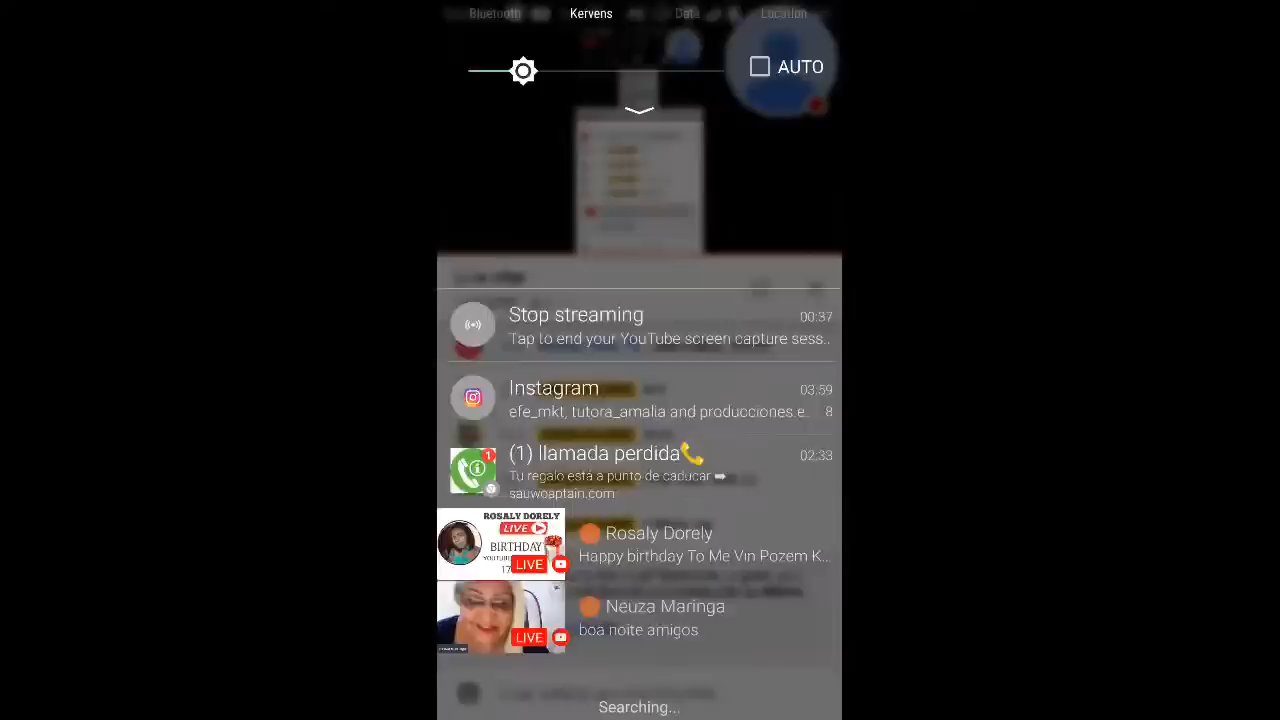 Bluetooth Kervens Data Location
AUTO
Stop streaming 00:37
Tap to end your YouTube screen capture sess..
Instagram 03:59
efe_mkt, tutora_amalia and producciones.e.. 8
(1) llamada perdida📞 02:33
1
Tu regalo está a punto de caducar ➡
sauwoaptain.com
ROSALY DORELY
LIVE
BIRTHDAY
LIVE
Rosaly Dorely
Happy birthday To Me Vin Pozem K...
LIVE
Neuza Maringa
boa noite amigos
Searching...